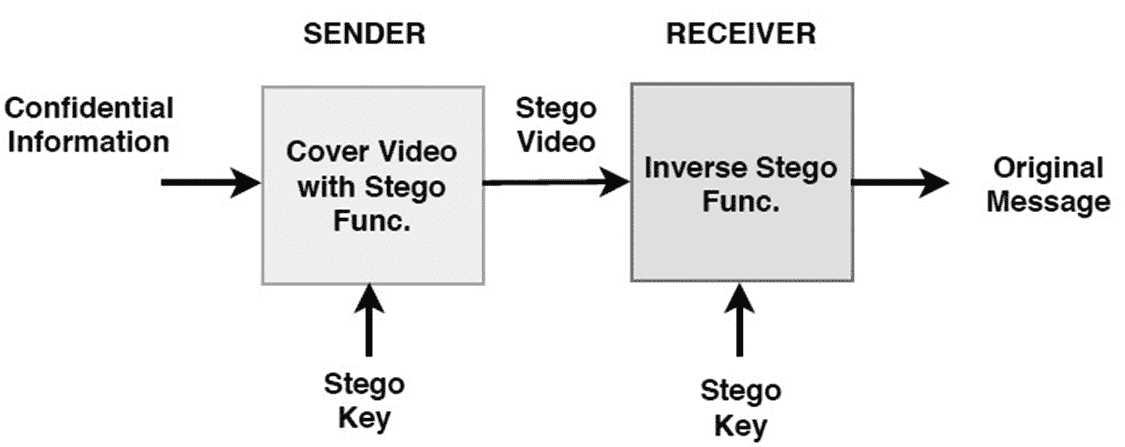 SENDER
RECEIVER
Confidential
Information
Cover Video
with Stego
Func.
Stego
Video
Inverse Stego
Func.
Original
Message
Stego
Key
Stego
Key